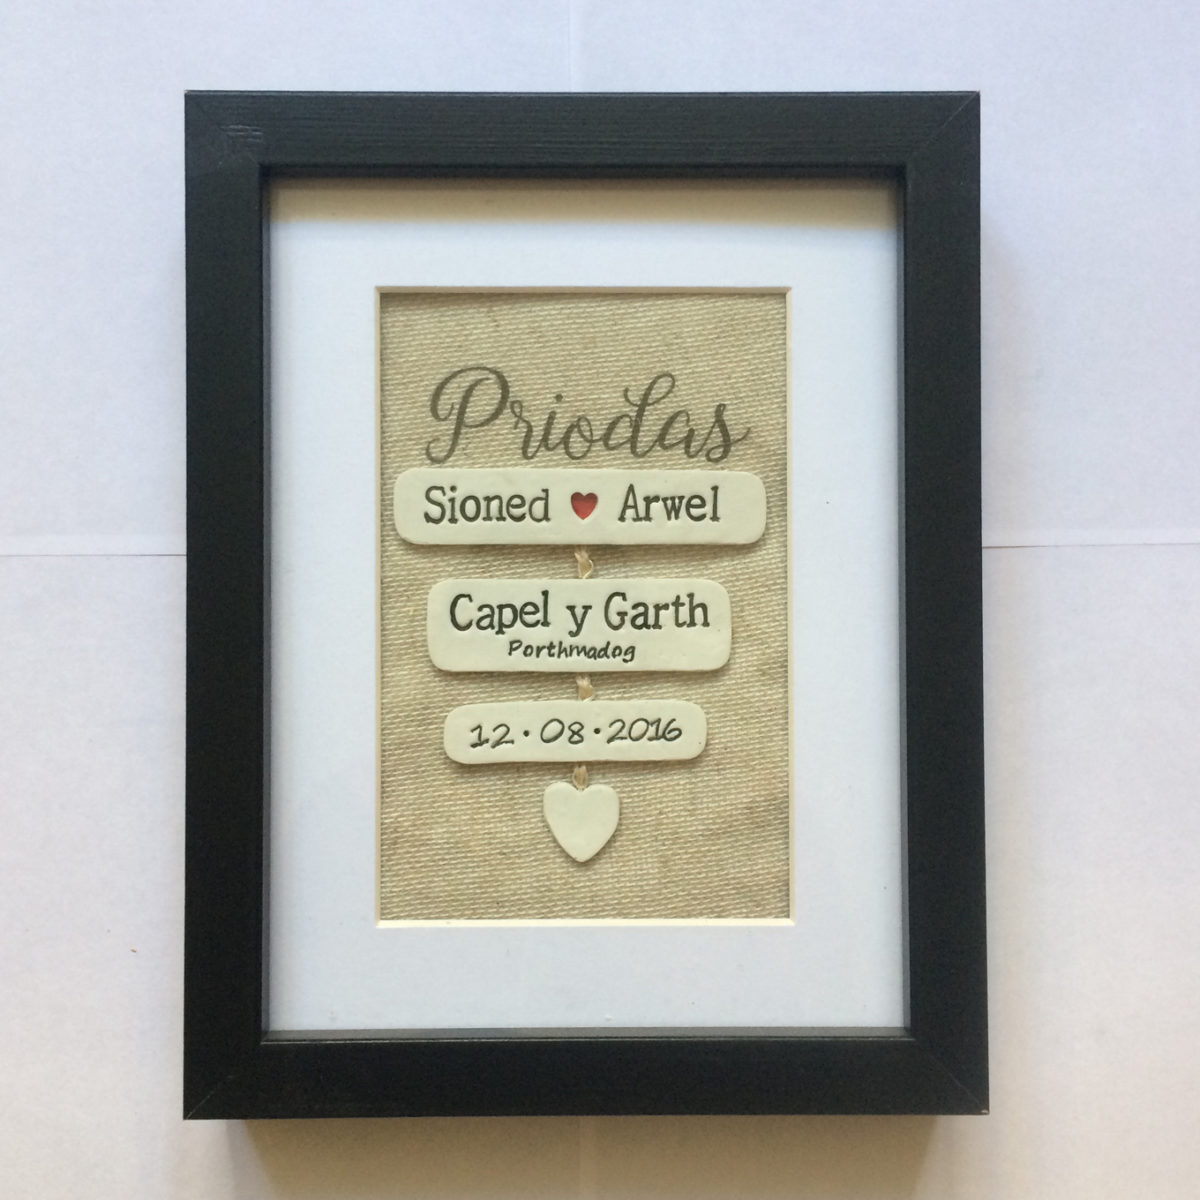 Priodas
Sioned ♥ Arwel
Capel y Garth
Porthmadog
12·08·2016